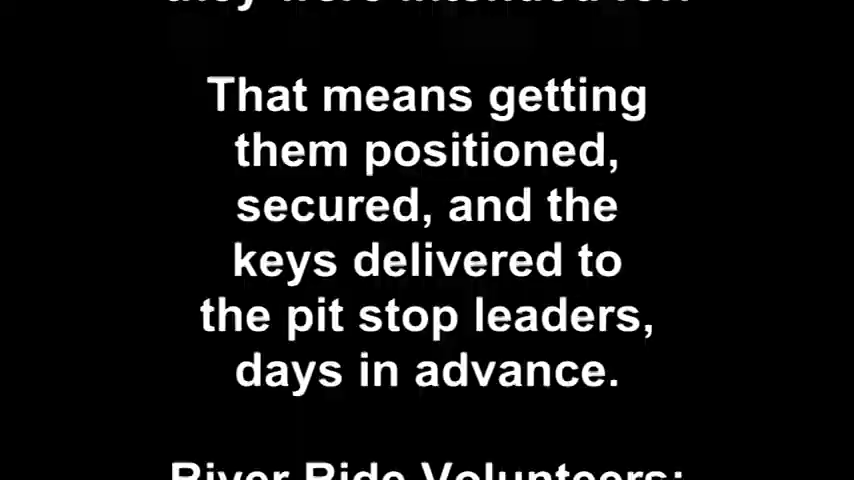 they were intended for.
That means getting
them positioned,
secured, and the
keys delivered to
the pit stop leaders,
days in advance.
River Ride Volunteers: